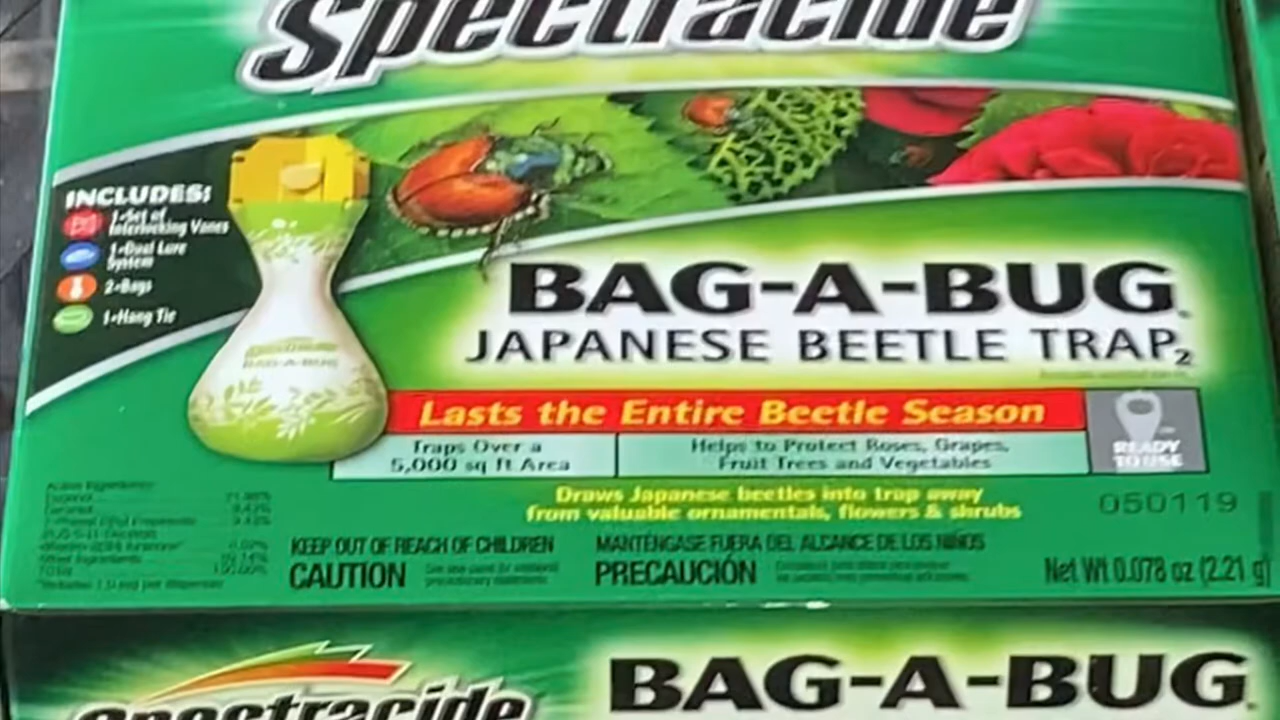 Spectracide
INCLUDES:
1-Set of
Interlocking Vanes
1-Dual Lure
System
2-Bags
1-Hang Tie
BAG-A-BUG
BAG-A-BUG
JAPANESE BEETLE TRAP2
Lasts the Entire Beetle Season
Traps Over a
5,000 sq ft Area
Helps to Protect Roses, Grapes,
Fruit Trees and Vegetables
READY
TO USE
Draws Japanese beetles into trap away
from valuable ornamentals, flowers & shrubs
050119
Active Ingredients:
KEEP OUT OF REACH OF CHILDREN
CAUTION
MANTÉNGASE FUERA DEL ALCANCE DE LOS NIÑOS
PRECAUCIÓN
Net Wt 0.078 oz (2.21 g)
Spectracide
BAG-A-BUG